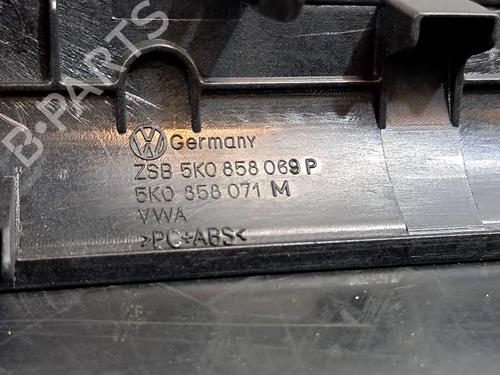 B-PARTS
Germany
ZSB 5K0 858 069 P
5K0 858 071 M
VWA
>PC+ABS<